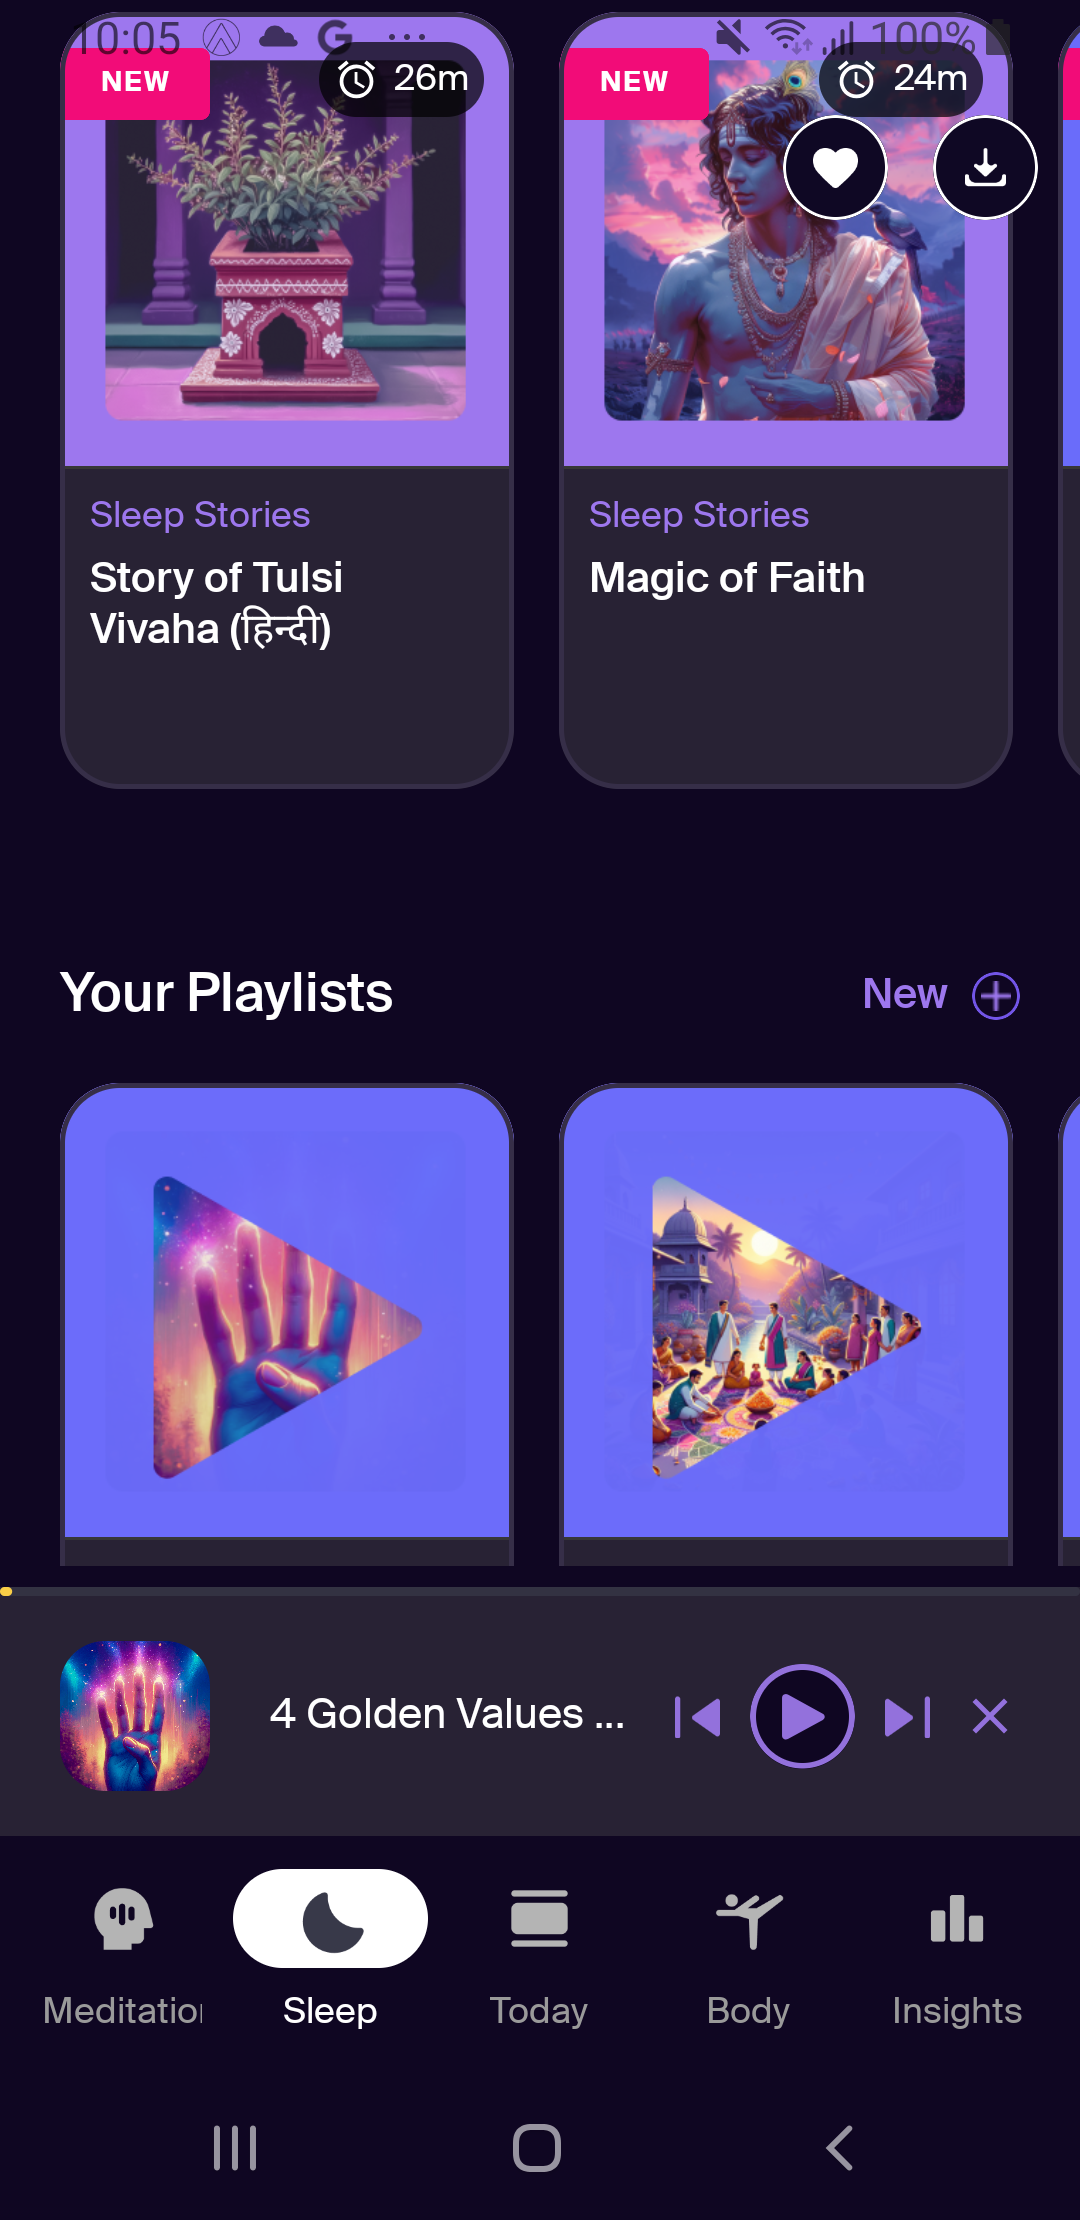 10:05
100%
NEW
26m
NEW
24m
Sleep Stories
Story of Tulsi
Vivaha (हिन्दी)
Sleep Stories
Magic of Faith
Your Playlists
New
4 Golden Values ...
Meditation
Sleep
Today
Body
Insights